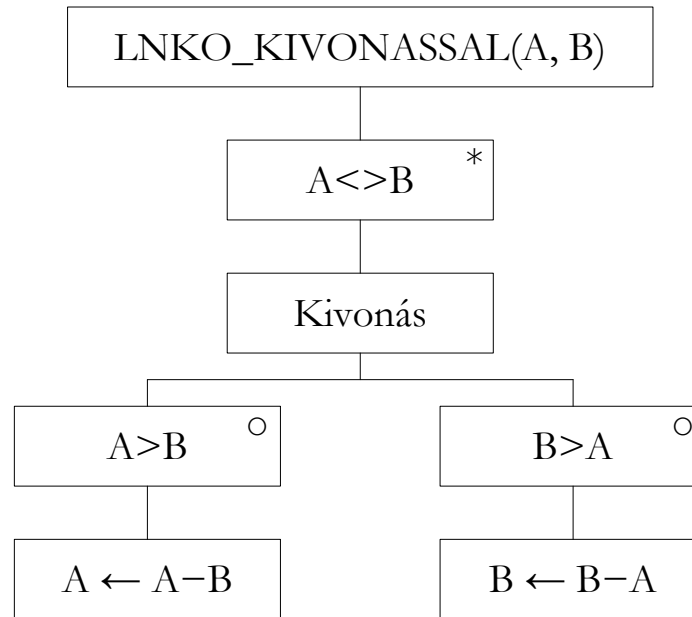 LNKO_KIVONASSAL(A, B)
A<>B *
Kivonás
A>B
B>A
A ← A−B
B ← B−A